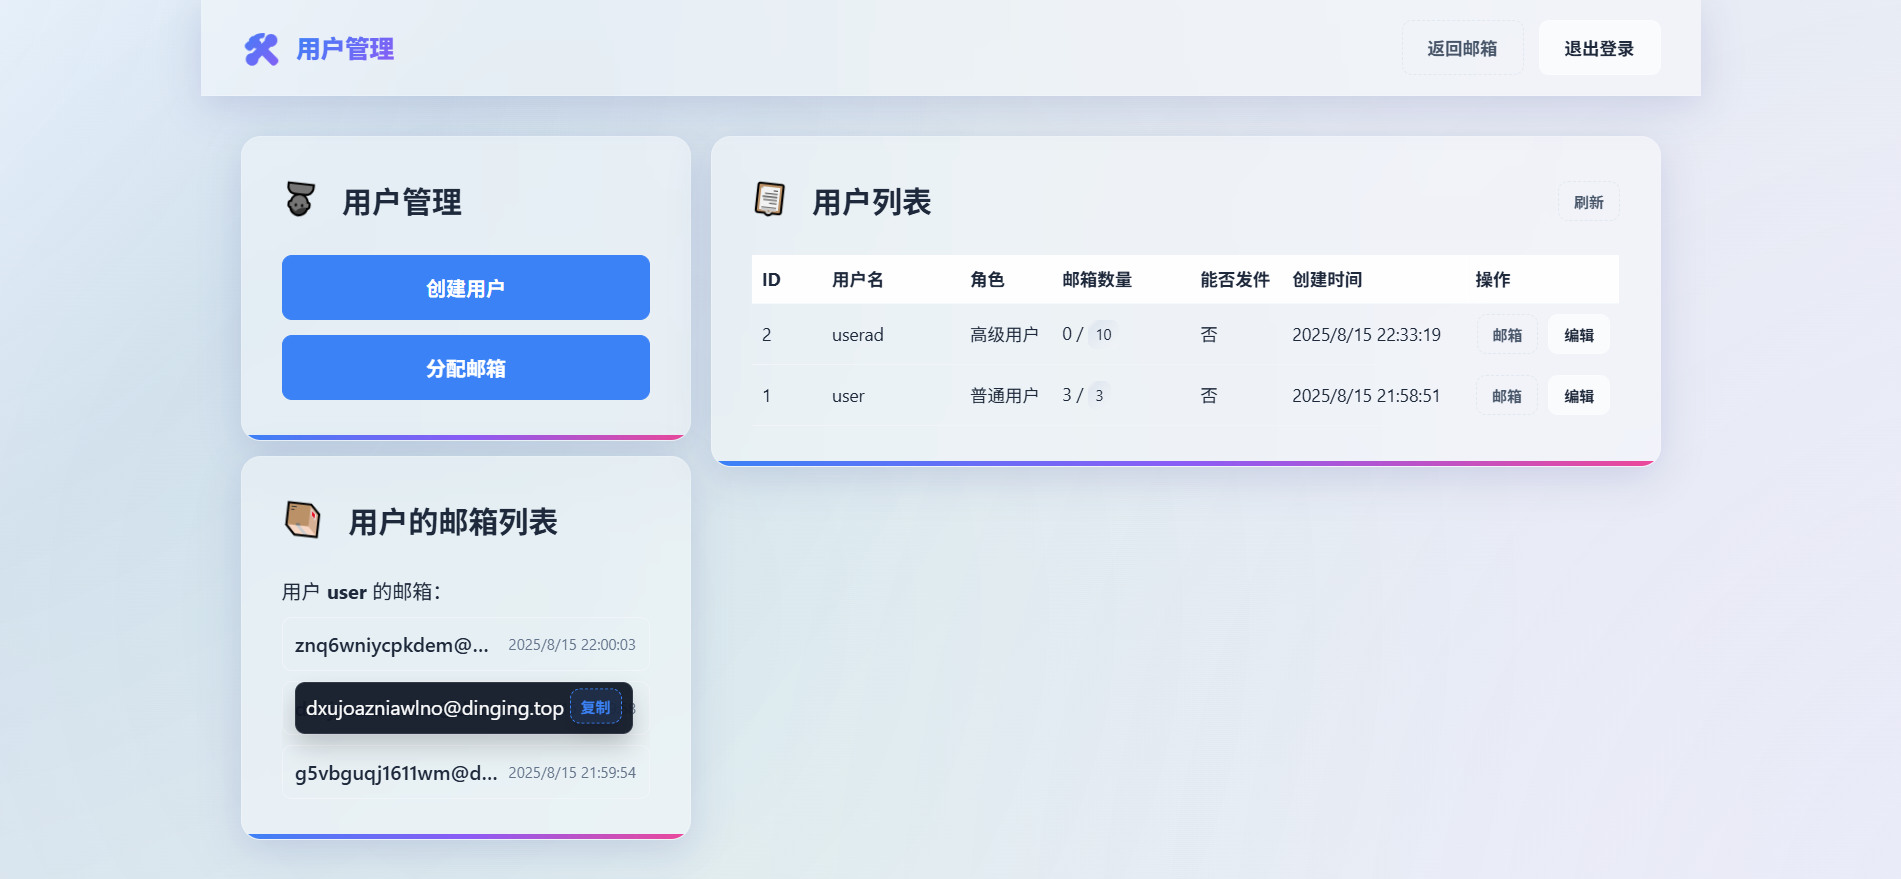 用户管理
返回邮箱
退出登录
用户管理
创建用户
分配邮箱
用户列表
刷新
ID 用户名 角色 邮箱数量 能否发件 创建时间 操作
2 userad 高级用户 0 / 10 否 2025/8/15 22:33:19 邮箱 编辑
1 user 普通用户 3 / 3 否 2025/8/15 21:58:51 邮箱 编辑
用户的邮箱列表
用户 user 的邮箱：
znq6wniycpkdem@... 2025/8/15 22:00:03
dxujoazniawlno@dinging.top 复制
g5vbguqj1611wm@d... 2025/8/15 21:59:54